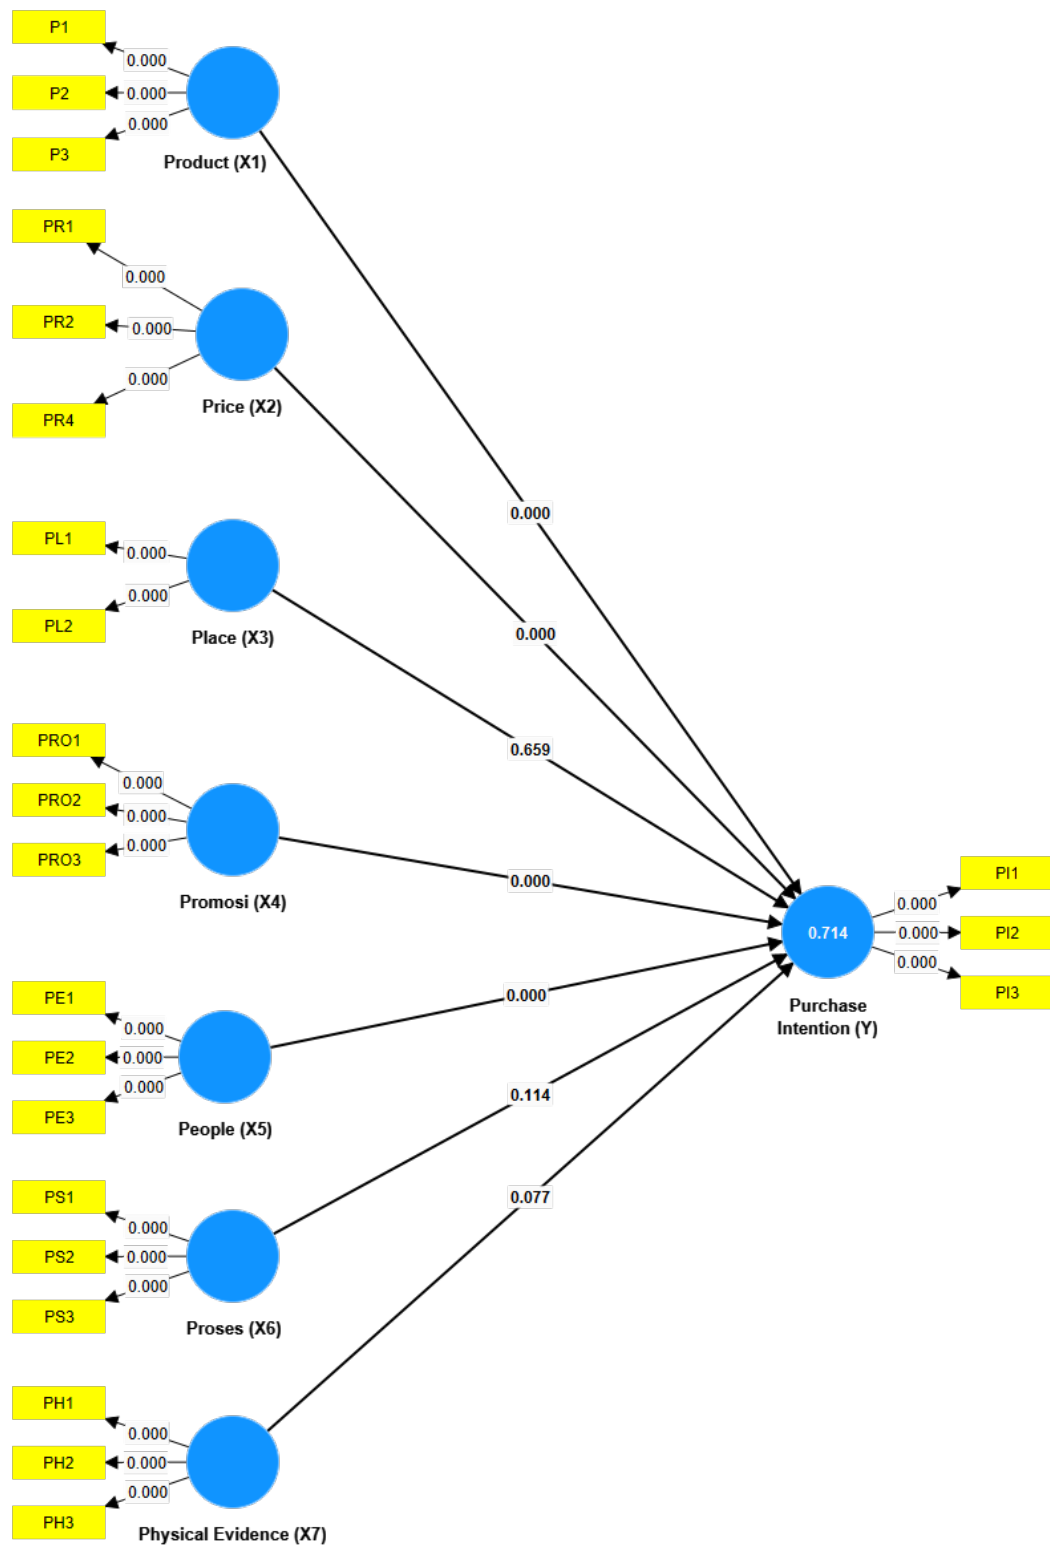 P1
0.000
P2
0.000
0.000
P3
Product (X1)
PR1
0.000
PR2
0.000
0.000
PR4
Price (X2)
0.000
PL1
0.000
0.000
PL2
Place (X3)
0.000
0.659
PRO1
0.000
PRO2
0.000
PRO3
0.000
Promosi (X4)
0.000
PI1
0.000
0.714
0.000
PI2
0.000
PI3
Purchase
Intention (Y)
PE1
0.000
0.000
PE2
0.000
0.000
PE3
People (X5)
0.114
PS1
0.000
0.077
PS2
0.000
0.000
PS3
Proses (X6)
PH1
0.000
PH2
0.000
0.000
PH3
Physical Evidence (X7)